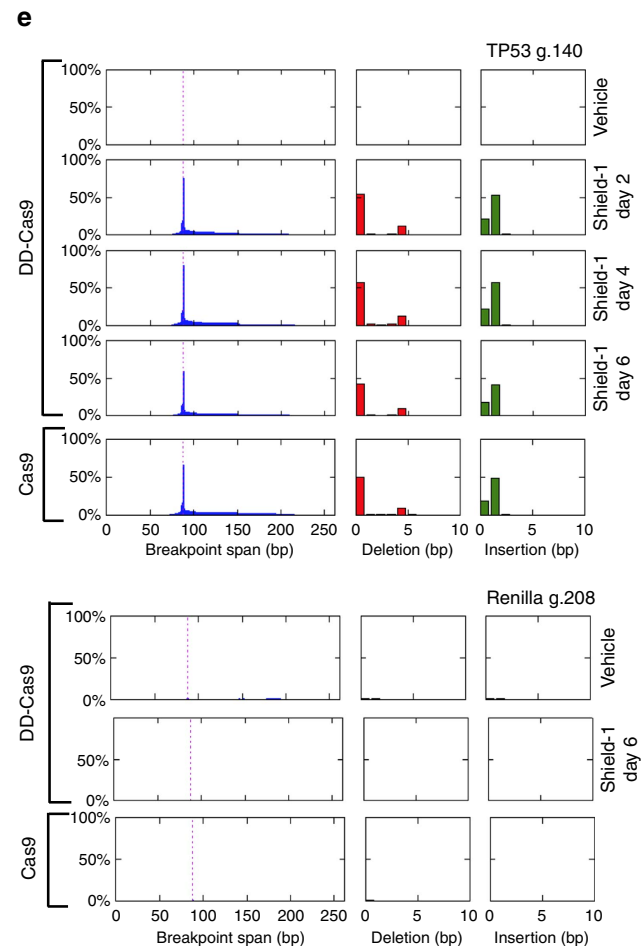 e
TP53 g.140
100%
50%
0%
Vehicle
100%
50%
0%
Shield-1
day 2
DD-Cas9
100%
50%
0%
Shield-1
day 4
100%
50%
0%
Shield-1
day 6
Cas9
100%
50%
0%
0 50 100 150 200 250 0 5 10 0 5 10
Breakpoint span (bp) Deletion (bp) Insertion (bp)
Renilla g.208
DD-Cas9
100%
50%
0%
Vehicle
50%
0%
Shield-1
day 6
Cas9
100%
50%
0%
0 50 100 150 200 250 0 5 10 0 5 10
Breakpoint span (bp) Deletion (bp) Insertion (bp)